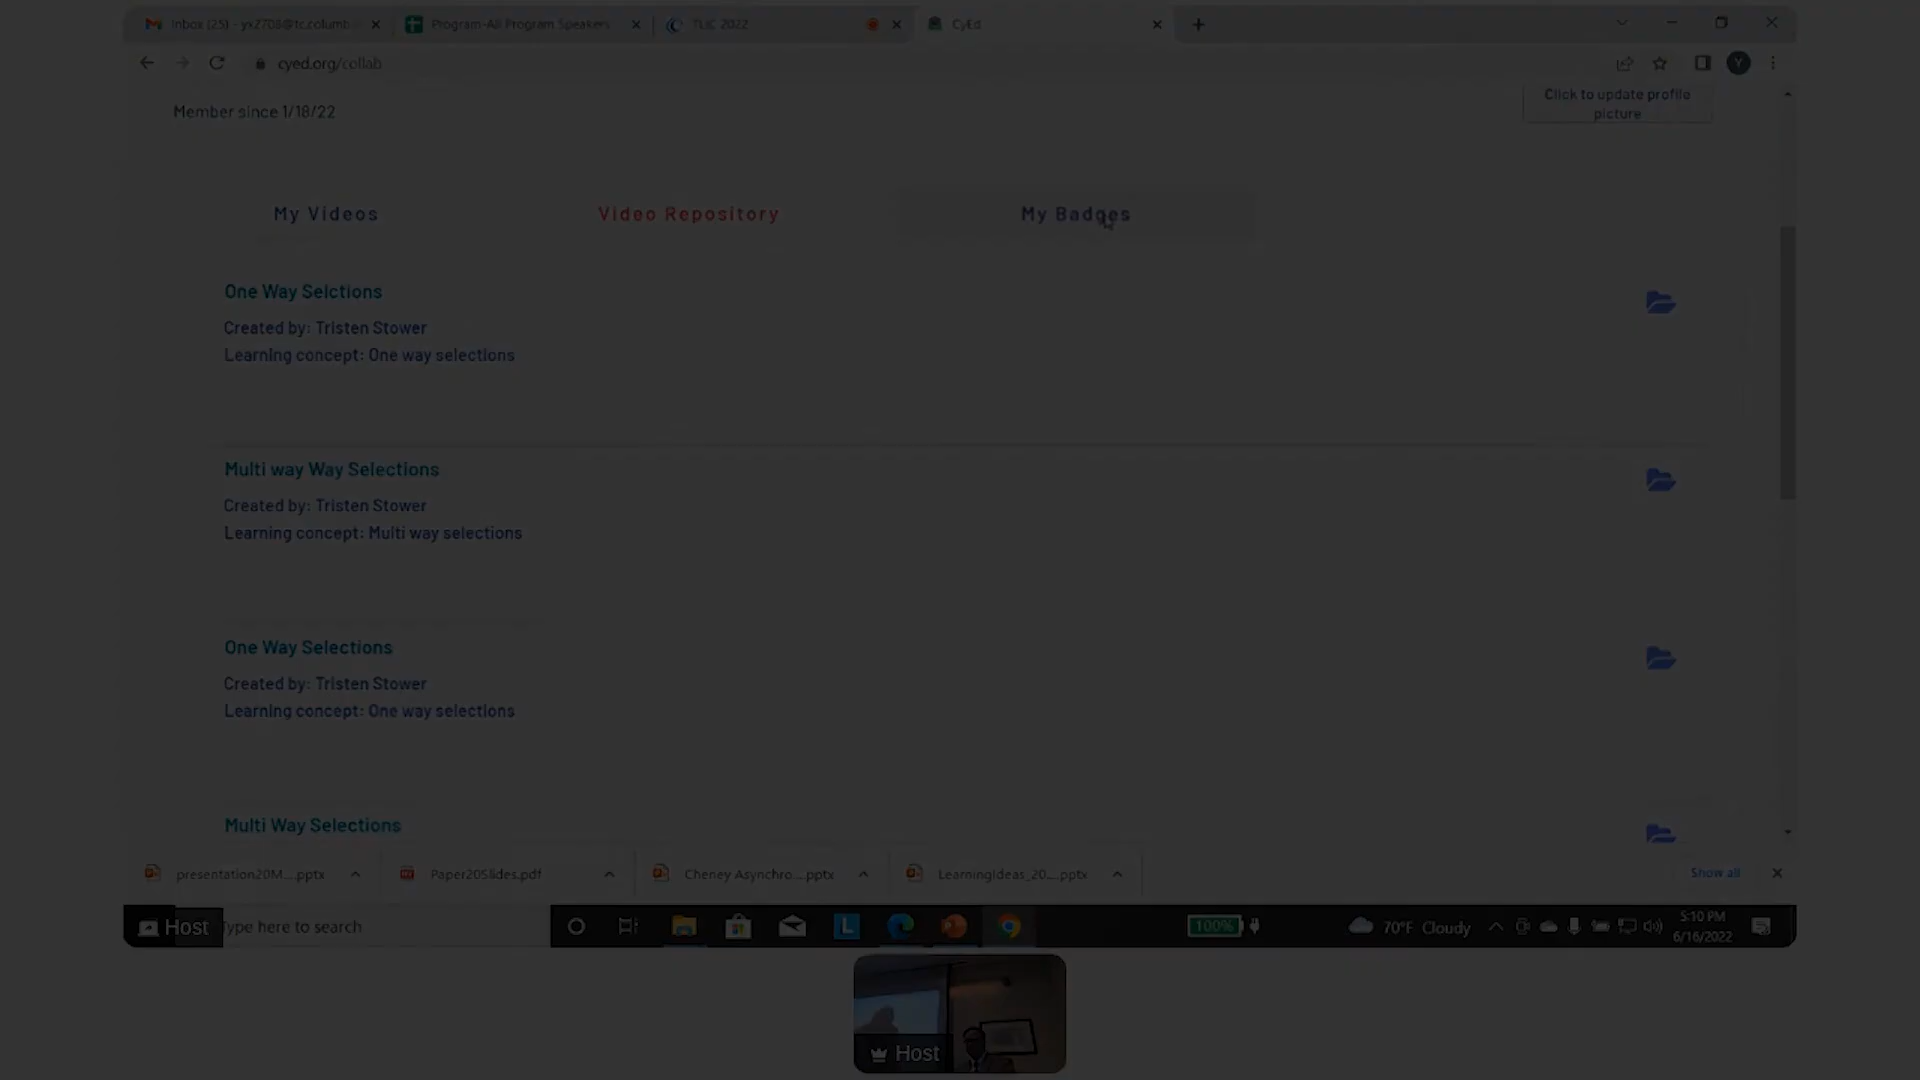 Inbox (25) - yx2708@tc.columb
Program-All Program Speakers
TLIC 2022
CyEd
cyed.org/collab
Y
Member since 1/18/22
Click to update profile
picture
My Videos
Video Repository
My Badges
One Way Selctions
Created by: Tristen Stower
Learning concept: One way selections
Multi way Way Selections
Created by: Tristen Stower
Learning concept: Multi way selections
One Way Selections
Created by: Tristen Stower
Learning concept: One way selections
Multi Way Selections
presentation20M....pptx
Paper20Slides.pdf
Cheney Asynchro....pptx
LearningIdeas_20....pptx
Show all
Host
Type here to search
L
100%
70°F Cloudy
5:10 PM
6/16/2022
Host